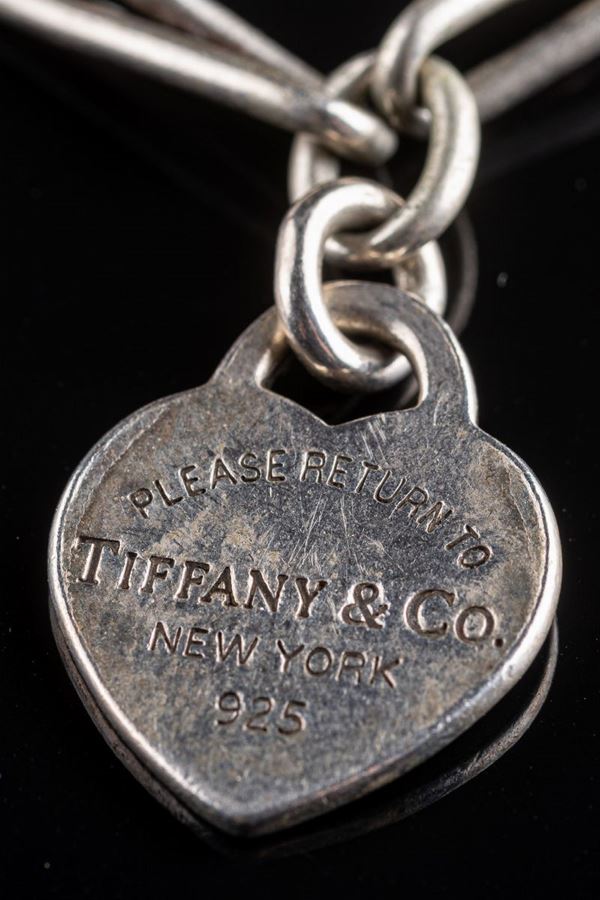 PLEASE RETURN TO
TIFFANY & CO.
NEW YORK
925